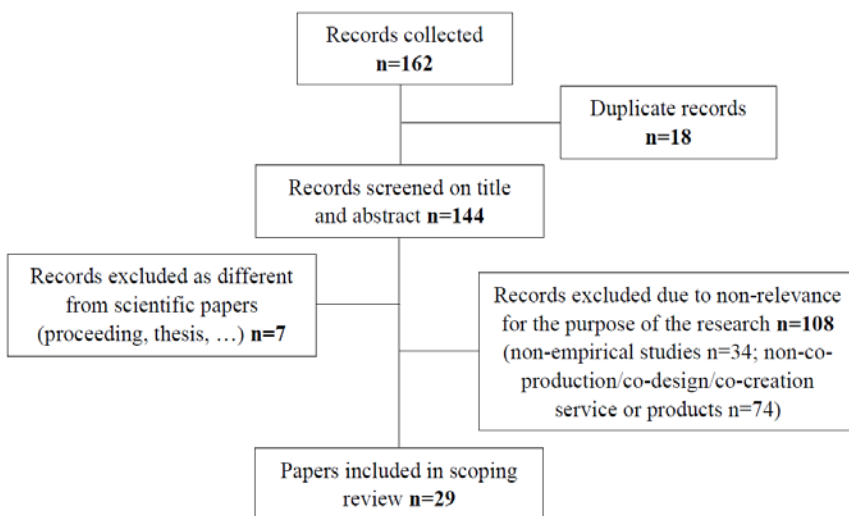 Records collected
n=162
Duplicate records
n=18
Records screened on title
and abstract n=144
Records excluded as different
from scientific papers
(proceeding, thesis, …) n=7
Records excluded due to non-relevance
for the purpose of the research n=108
(non-empirical studies n=34; non-co-
production/co-design/co-creation
service or products n=74)
Papers included in scoping
review n=29